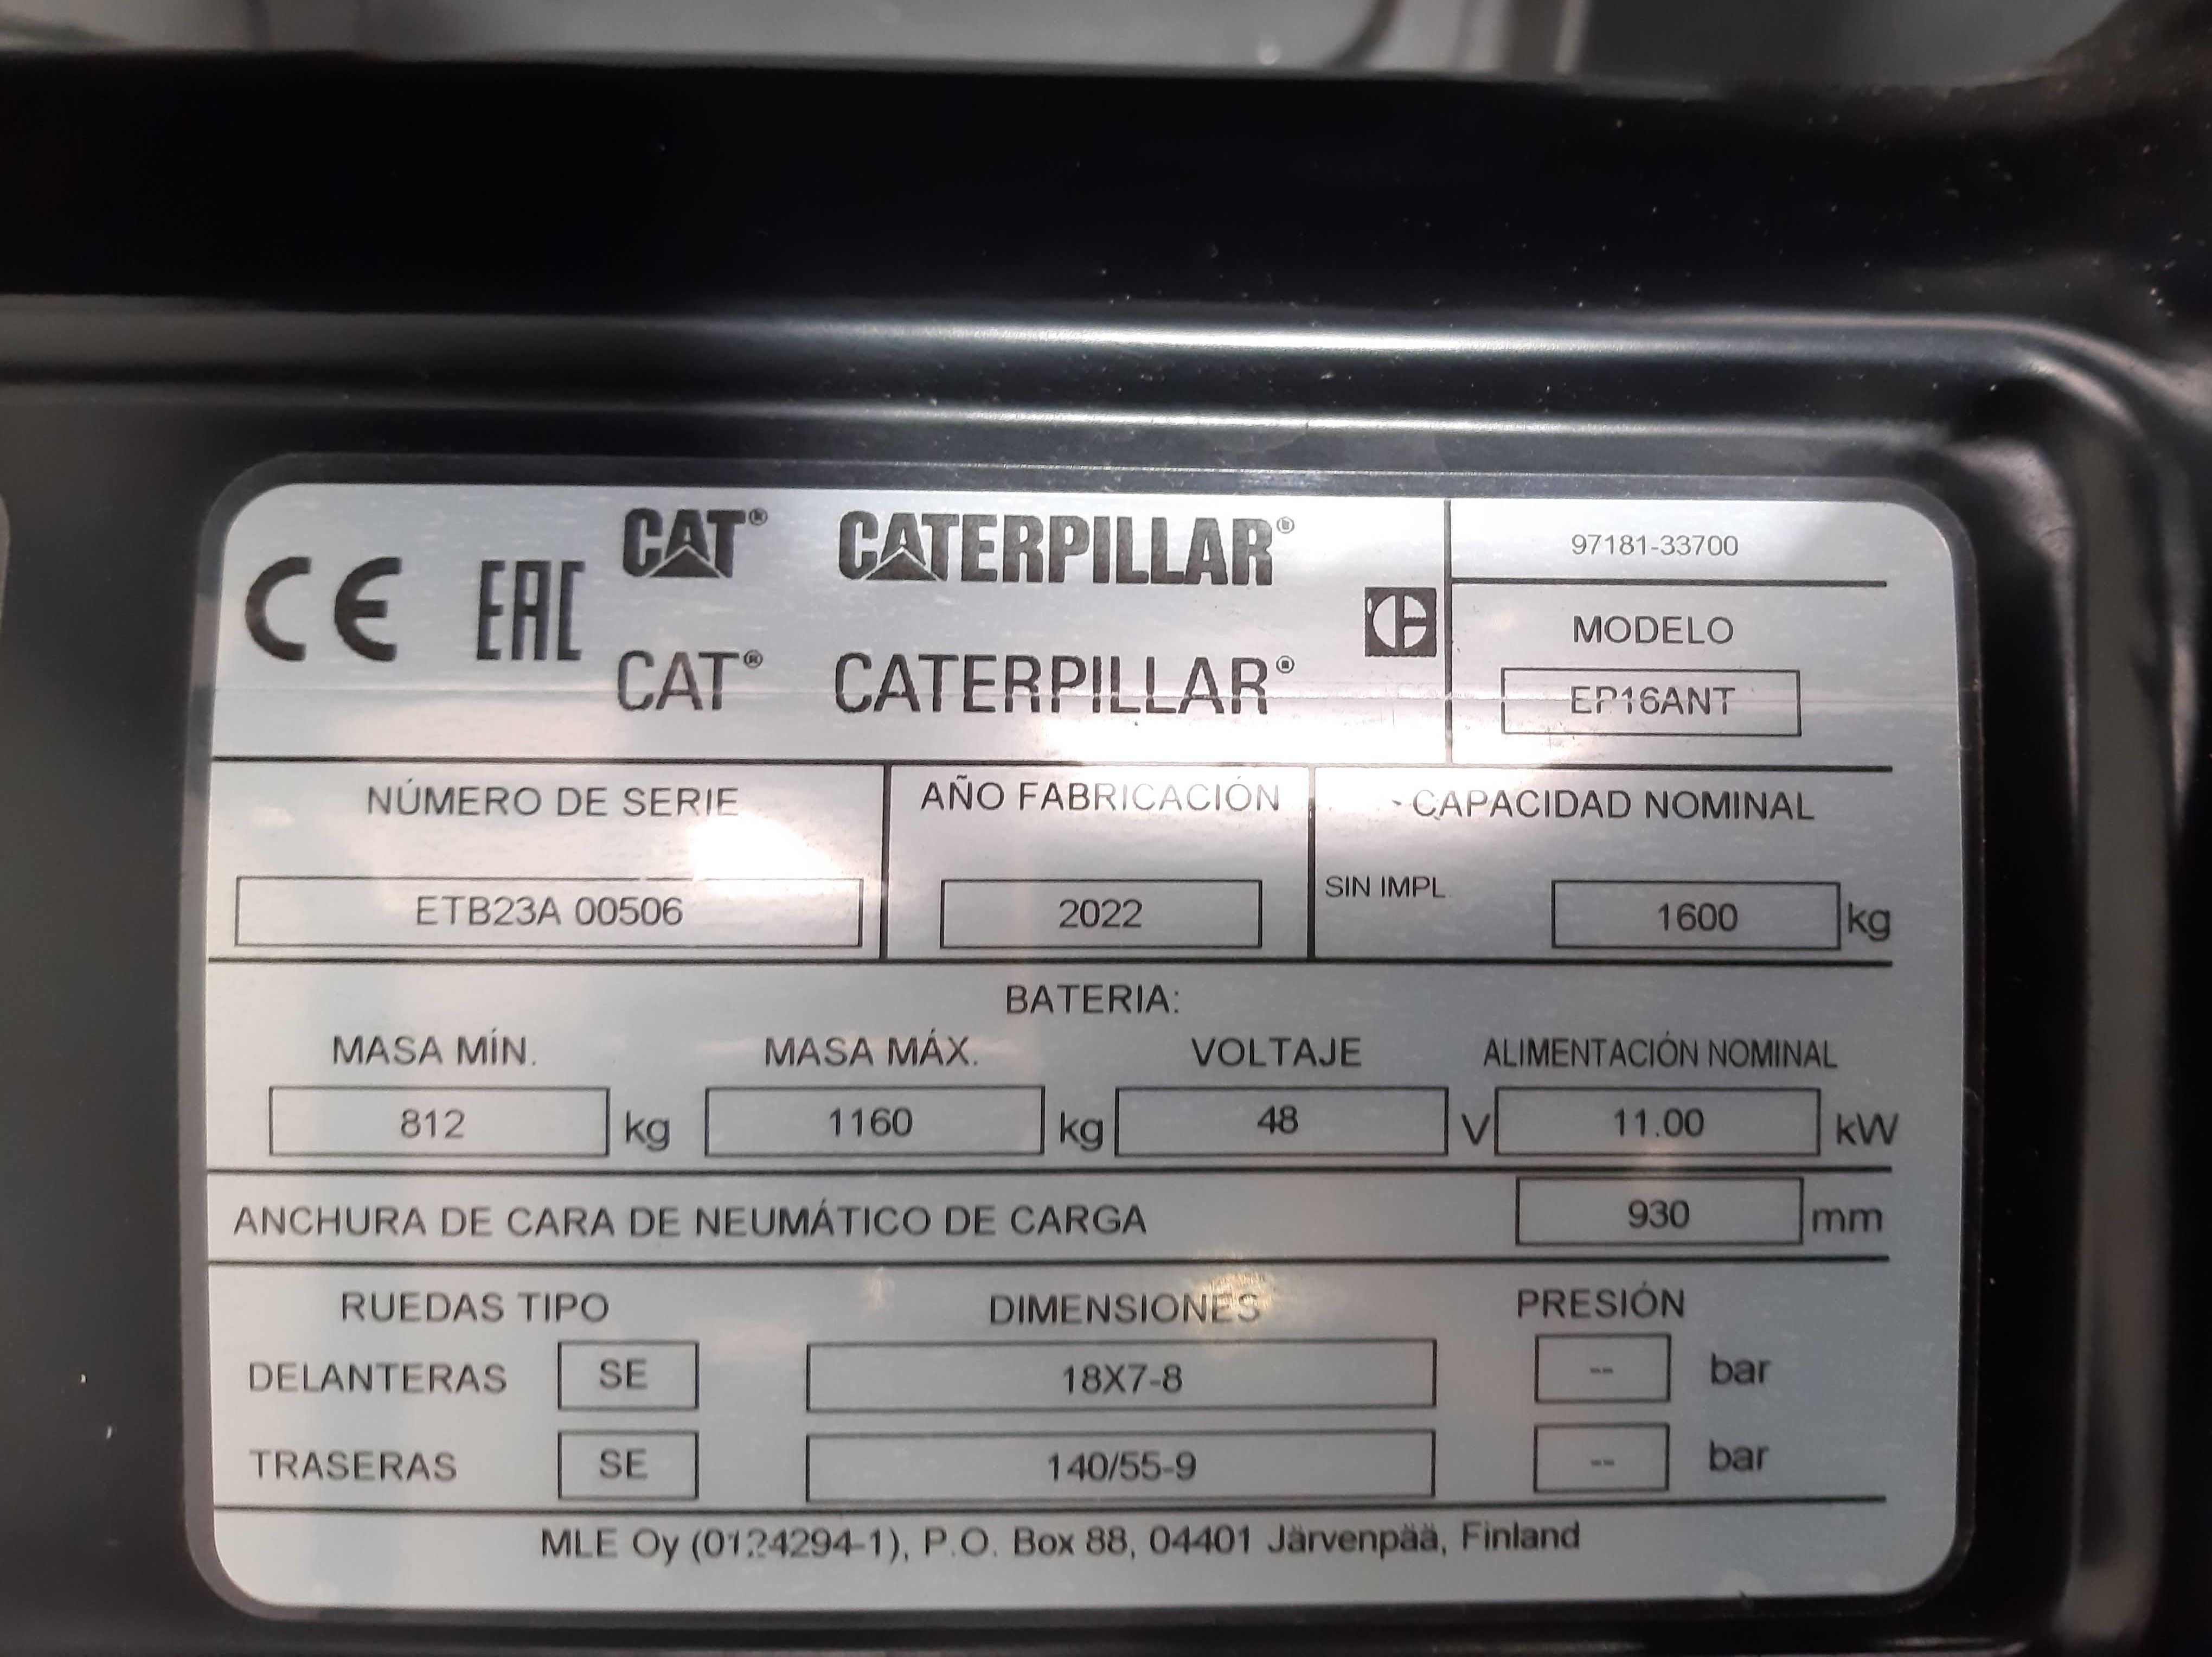 CE EAC CAT® CATERPILLAR®
CAT® CATERPILLAR®
97181-33700
MODELO
EP16ANT
NÚMERO DE SERIE
ETB23A 00506
AÑO FABRICACIÓN
2022
CAPACIDAD NOMINAL
SIN IMPL. 1600 kg
BATERIA:
MASA MÍN. MASA MÁX. VOLTAJE ALIMENTACIÓN NOMINAL
812 kg 1160 kg 48 V 11.00 kW
ANCHURA DE CARA DE NEUMÁTICO DE CARGA 930 mm
RUEDAS TIPO DIMENSIONES PRESIÓN
DELANTERAS SE 18X7-8 -- bar
TRASERAS SE 140/55-9 -- bar
MLE Oy (0124294-1), P.O. Box 88, 04401 Järvenpää, Finland